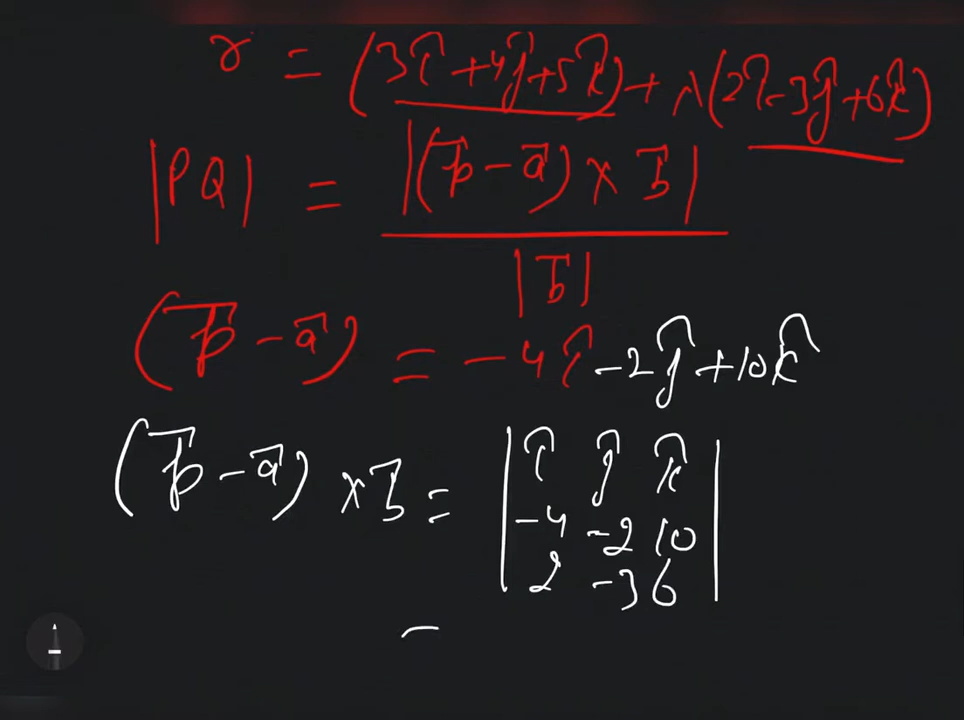 r = (3î+4ĵ+5k̂)+λ(2î-3ĵ+6k̂)
|PQ| = |(p̄-ā)×b̄|
|b̄|
(p̄-ā) = -4î-2ĵ+10k̂
(p̄-ā)×b̄ = | î ĵ k̂ |
-4 -2 10
2 -3 6